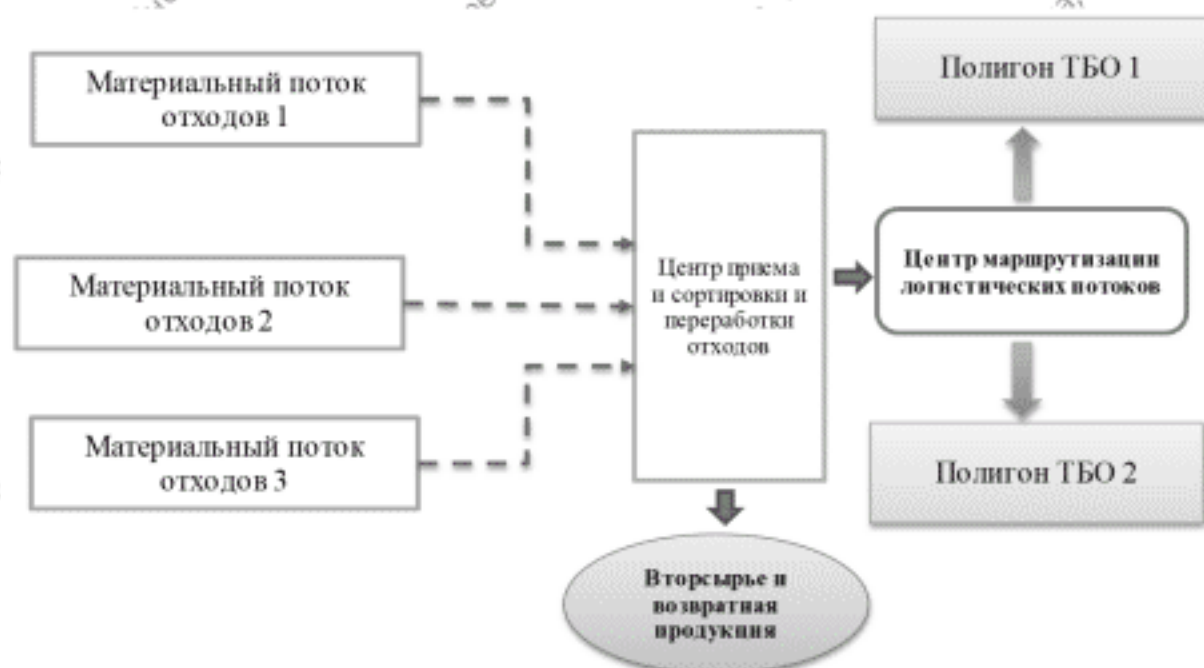 Материальный поток
отходов 1
Полигон ТБО 1
Материальный поток
отходов 2
Центр приема
и сортировки и
переработки
отходов
Центр маршрутизации
логистических потоков
Материальный поток
отходов 3
Полигон ТБО 2
Вторсырье и
возвратная
продукция